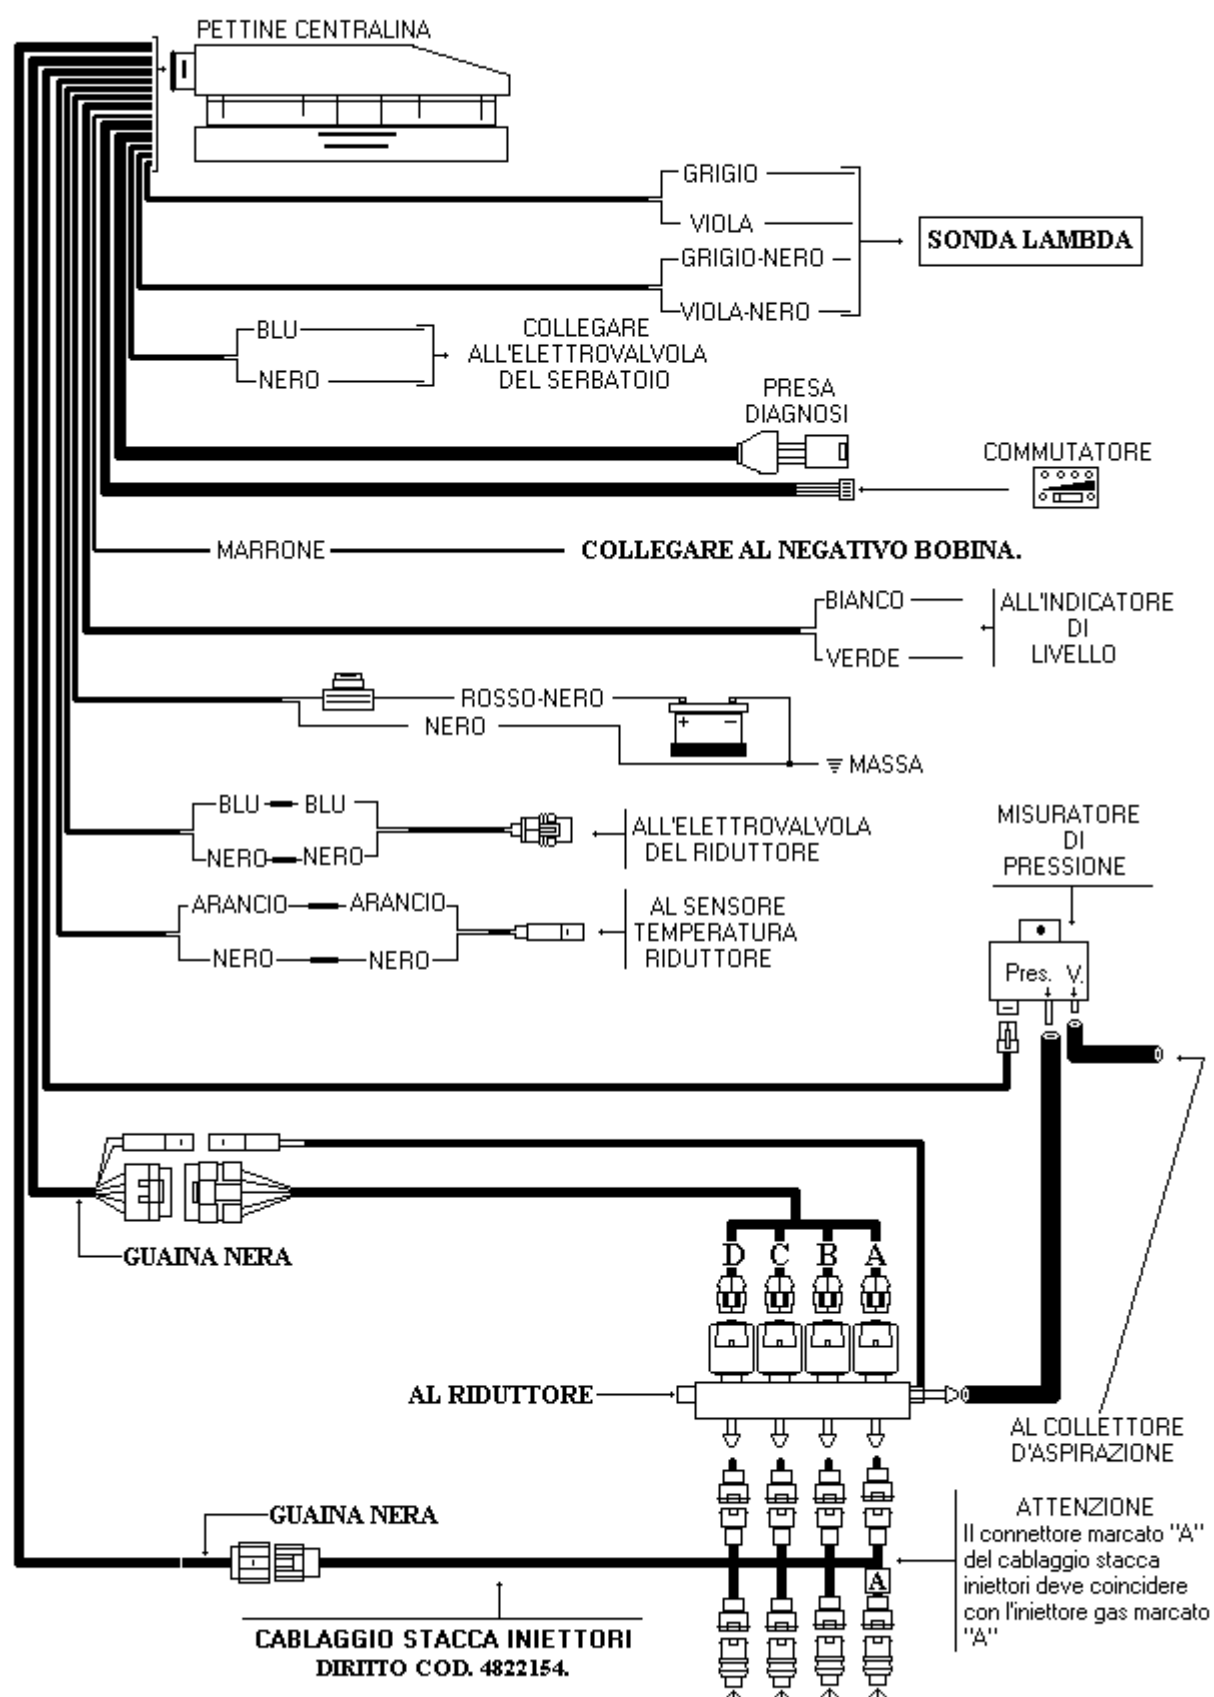 PETTINE CENTRALINA
GRIGIO
VIOLA
GRIGIO-NERO
VIOLA-NERO
SONDA LAMBDA
BLU
NERO
COLLEGARE
ALL'ELETTROVALVOLA
DEL SERBATOIO
PRESA
DIAGNOSI
COMMUTATORE
MARRONE
COLLEGARE AL NEGATIVO BOBINA.
BIANCO
VERDE
ALL'INDICATORE
DI
LIVELLO
ROSSO-NERO
NERO
+ −
MASSA
BLU BLU
NERO NERO
ALL'ELETTROVALVOLA
DEL RIDUTTORE
MISURATORE
DI
PRESSIONE
ARANCIO ARANCIO
NERO NERO
AL SENSORE
TEMPERATURA
RIDUTTORE
Pres. V.
GUAINA NERA
D C B A
AL RIDUTTORE
AL COLLETTORE
D'ASPIRAZIONE
GUAINA NERA
A
ATTENZIONE
Il connettore marcato "A"
del cablaggio stacca
iniettori deve coincidere
con l'iniettore gas marcato
"A"
CABLAGGIO STACCA INIETTORI
DIRITTO COD. 4822154.